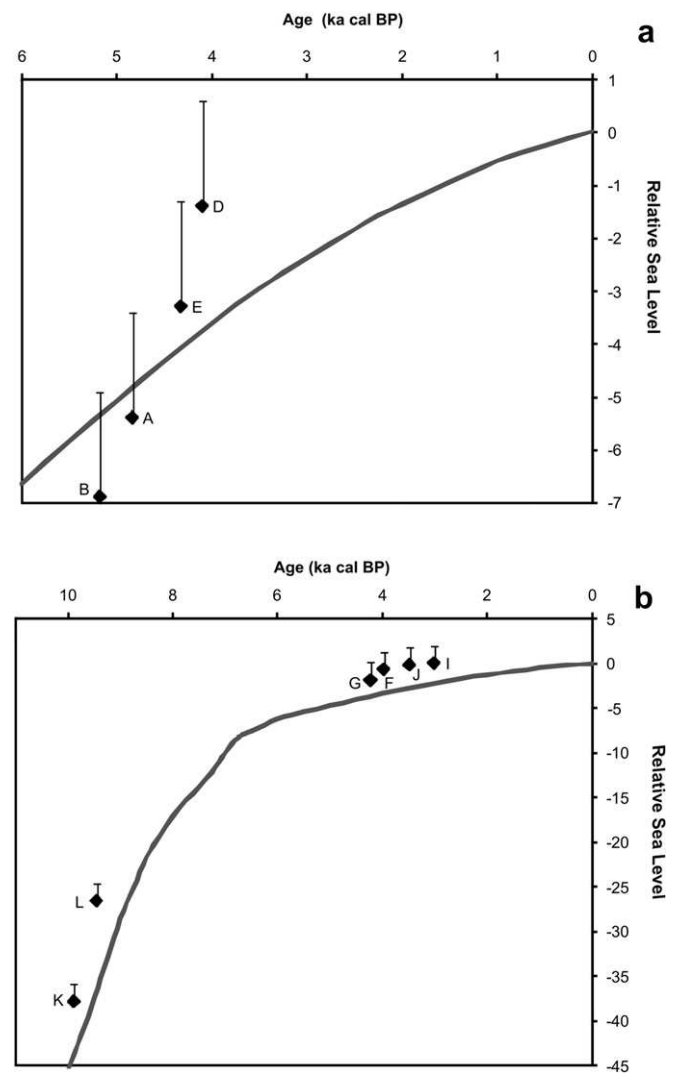 Age (ka cal BP)
a
6 5 4 3 2 1 0
1
0
-1
D
-2
-3
E
-4
-5
A
-6
B
-7
Relative Sea Level
Age (ka cal BP)
b
10 8 6 4 2 0
5
0
I
J
G F
-5
-10
-15
-20
-25
L
-30
-35
K
-40
-45
Relative Sea Level